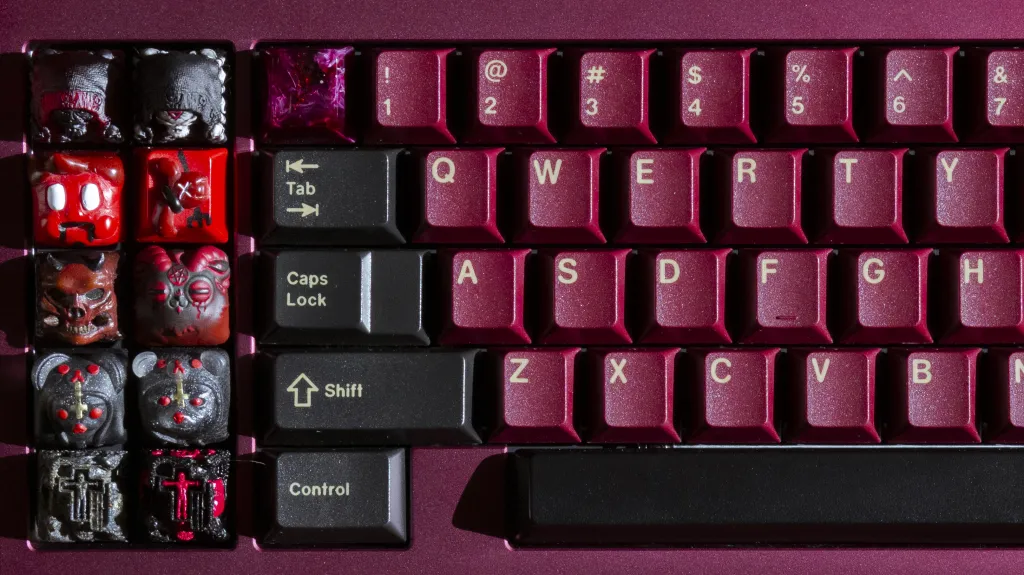 ! @ # $ % ^ &
1 2 3 4 5 6 7
Tab Q W E R T Y
Caps
Lock
A S D F G H
Shift Z X C V B
Control